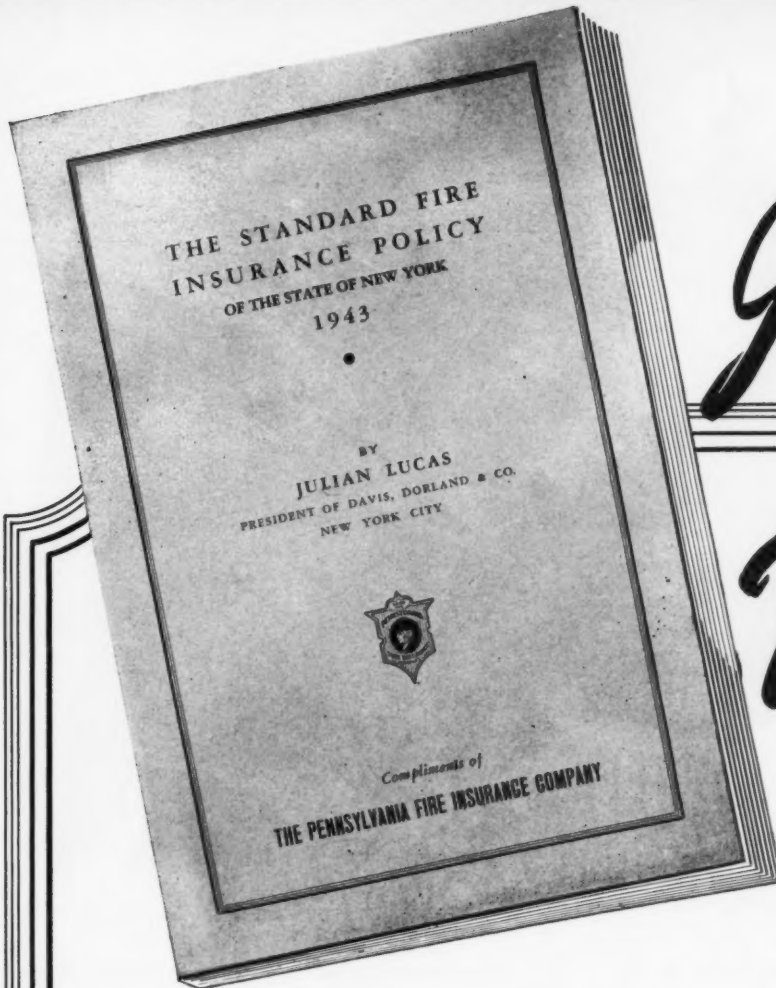 THE STANDARD FIRE
INSURANCE POLICY
OF THE STATE OF NEW YORK
1943
BY
JULIAN LUCAS
PRESIDENT OF DAVIS, DORLAND & CO.
NEW YORK CITY
Compliments of
THE PENNSYLVANIA FIRE INSURANCE COMPANY